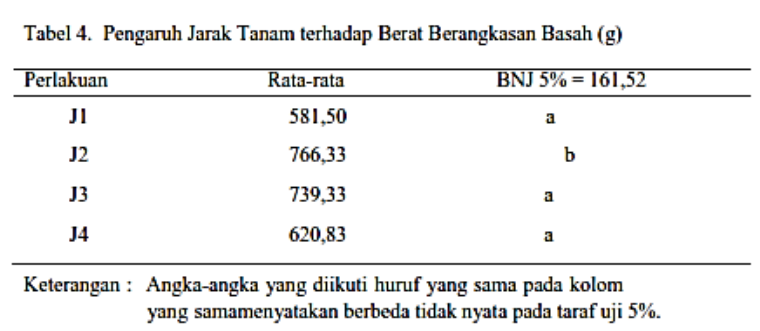 Tabel 4. Pengaruh Jarak Tanam terhadap Berat Berangkasan Basah (g)
Perlakuan Rata-rata BNJ 5% = 161,52
J1 581,50 a
J2 766,33 b
J3 739,33 a
J4 620,83 a
Keterangan : Angka-angka yang diikuti huruf yang sama pada kolom
yang samamenyatakan berbeda tidak nyata pada taraf uji 5%.